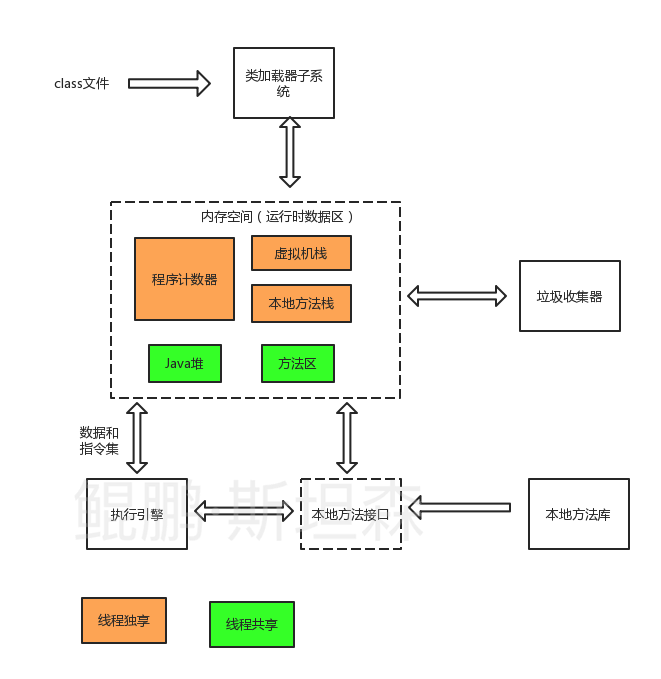 class文件
类加载器子系
统
内存空间（运行时数据区）
程序计数器
虚拟机栈
本地方法栈
Java堆
方法区
垃圾收集器
数据和
指令集
执行引擎
本地方法接口
本地方法库
鲲鹏·斯坦森
线程独享
线程共享